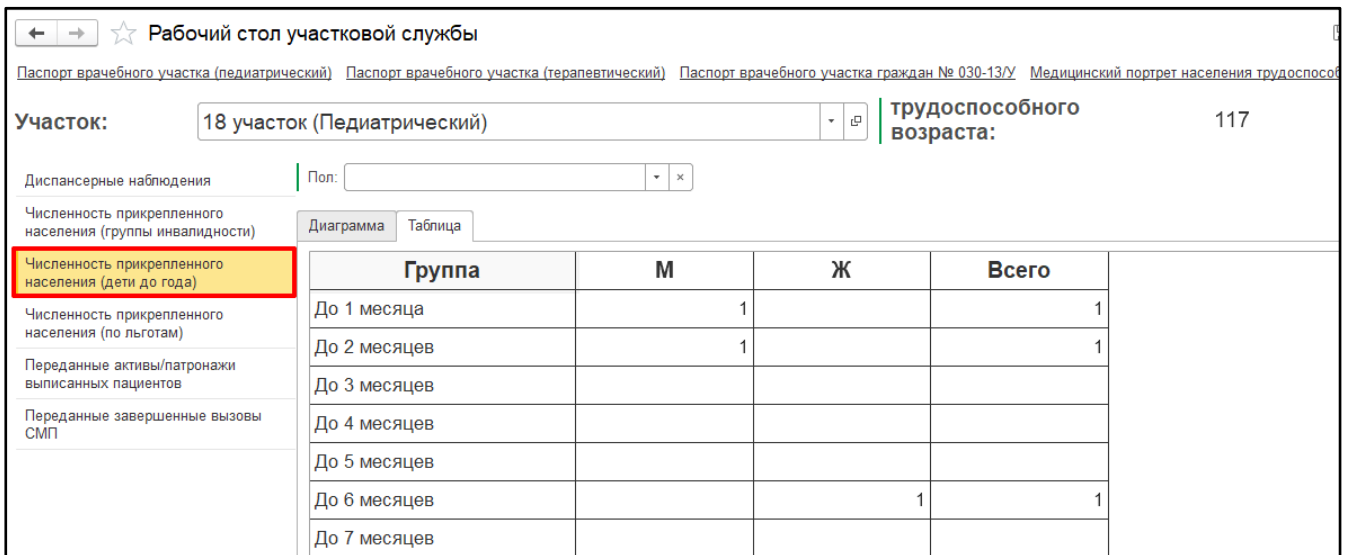 Рабочий стол участковой службы
Паспорт врачебного участка (педиатрический) Паспорт врачебного участка (терапевтический) Паспорт врачебного участка граждан № 030-13/У Медицинский портрет населения трудоспособ
Участок: 18 участок (Педиатрический) трудоспособного
возраста: 117
Диспансерные наблюдения
Численность прикрепленного
населения (группы инвалидности)
Численность прикрепленного
населения (дети до года)
Численность прикрепленного
населения (по льготам)
Переданные активы/патронажи
выписанных пациентов
Переданные завершенные вызовы
СМП
Пол:
Диаграмма Таблица
Группа М Ж Всего
До 1 месяца 1 1
До 2 месяцев 1 1
До 3 месяцев
До 4 месяцев
До 5 месяцев
До 6 месяцев 1 1
До 7 месяцев